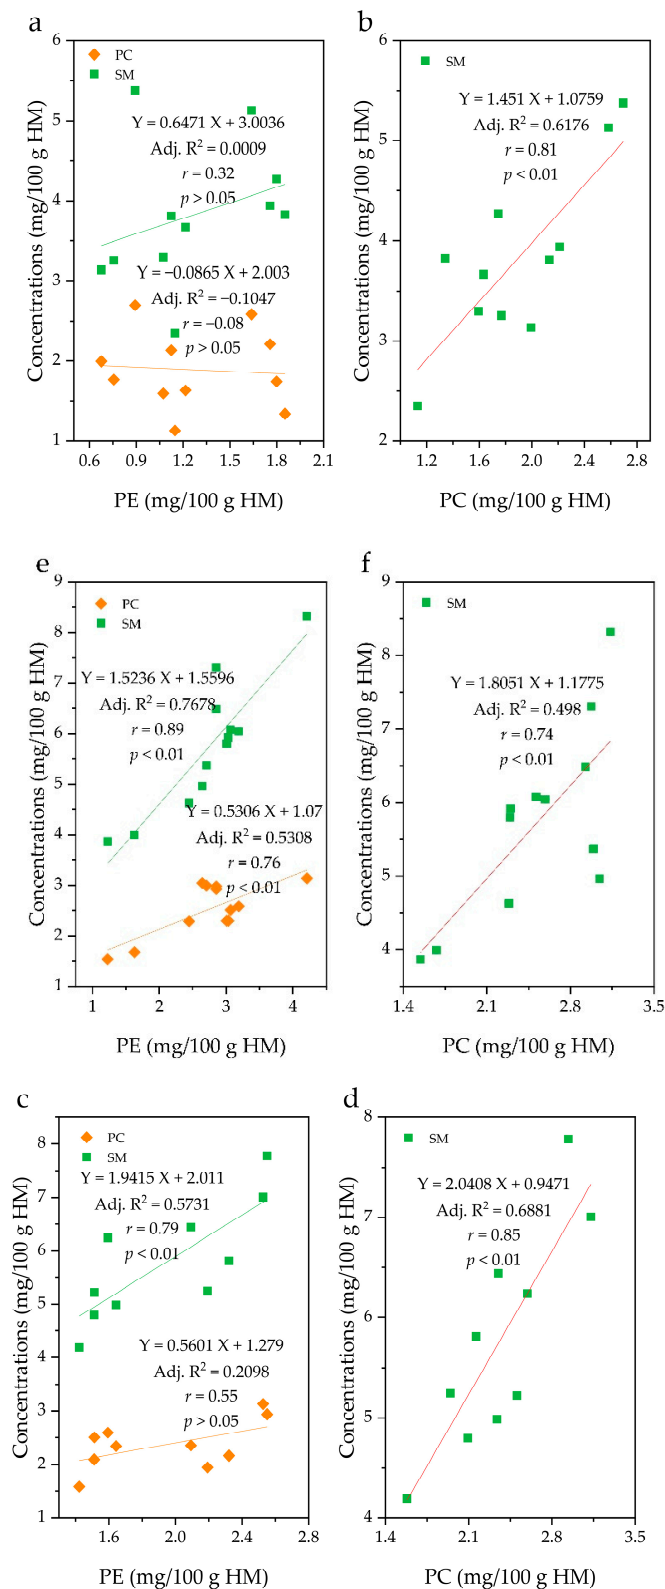 a
PC
SM
Y = 0.6471 X + 3.0036
Adj. R² = 0.0009
r = 0.32
p > 0.05
Y = −0.0865 X + 2.003
Adj. R² = −0.1047
r = −0.08
p > 0.05
Concentrations (mg/100 g HM)
6
5
4
3
2
1
0.6 0.9 1.2 1.5 1.8 2.1
PE (mg/100 g HM)
b
SM
Y = 1.451 X + 1.0759
Adj. R² = 0.6176
r = 0.81
p < 0.01
Concentrations (mg/100 g HM)
6
5
4
3
2
1.2 1.6 2.0 2.4 2.8
PC (mg/100 g HM)
e
PC
SM
Y = 1.5236 X + 1.5596
Adj. R² = 0.7678
r = 0.89
p < 0.01
Y = 0.5306 X + 1.07
Adj. R² = 0.5308
r = 0.76
p < 0.01
Concentrations (mg/100 g HM)
9
8
7
6
5
4
3
2
1
1 2 3 4
PE (mg/100 g HM)
f
SM
Y = 1.8051 X + 1.1775
Adj. R² = 0.498
r = 0.74
p < 0.01
Concentrations (mg/100 g HM)
9
8
7
6
5
4
1.4 2.1 2.8 3.5
PC (mg/100 g HM)
c
PC
SM
Y = 1.9415 X + 2.011
Adj. R² = 0.5731
r = 0.79
p < 0.01
Y = 0.5601 X + 1.279
Adj. R² = 0.2098
r = 0.55
p > 0.05
Concentrations (mg/100 g HM)
8
7
6
5
4
3
2
1
1.6 2.0 2.4 2.8
PE (mg/100 g HM)
d
SM
Y = 2.0408 X + 0.9471
Adj. R² = 0.6881
r = 0.85
p < 0.01
Concentrations (mg/100 g HM)
8
7
6
5
4
1.4 2.1 2.8 3.5
PC (mg/100 g HM)